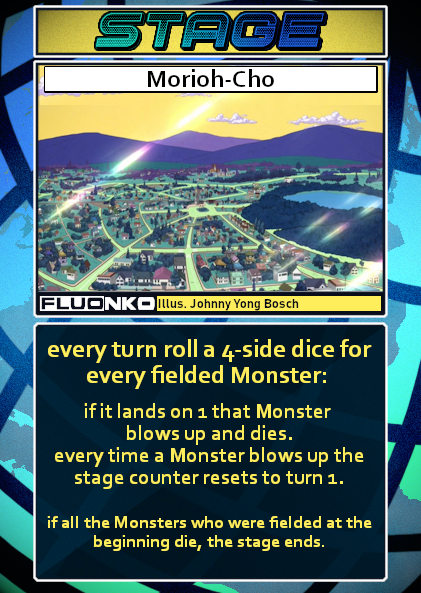 STAGE
Morioh-Cho
FLUONKO Illus. Johnny Yong Bosch
every turn roll a 4-side dice for
every fielded Monster:
if it lands on 1 that Monster
blows up and dies.
every time a Monster blows up the
stage counter resets to turn 1.
if all the Monsters who were fielded at the
beginning die, the stage ends.